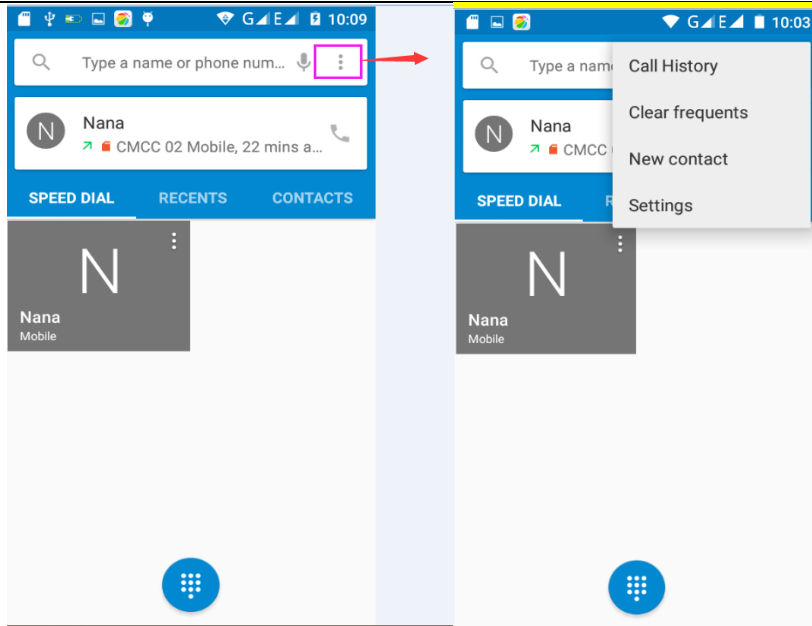 G E 10:09
Type a name or phone num...
N
Nana
CMCC 02 Mobile, 22 mins a...
SPEED DIAL RECENTS CONTACTS
N
Nana
Mobile
G E 10:03
Type a nam
Call History
N
Nana
CMCC
Clear frequents
New contact
Settings
SPEED DIAL R
N
Nana
Mobile